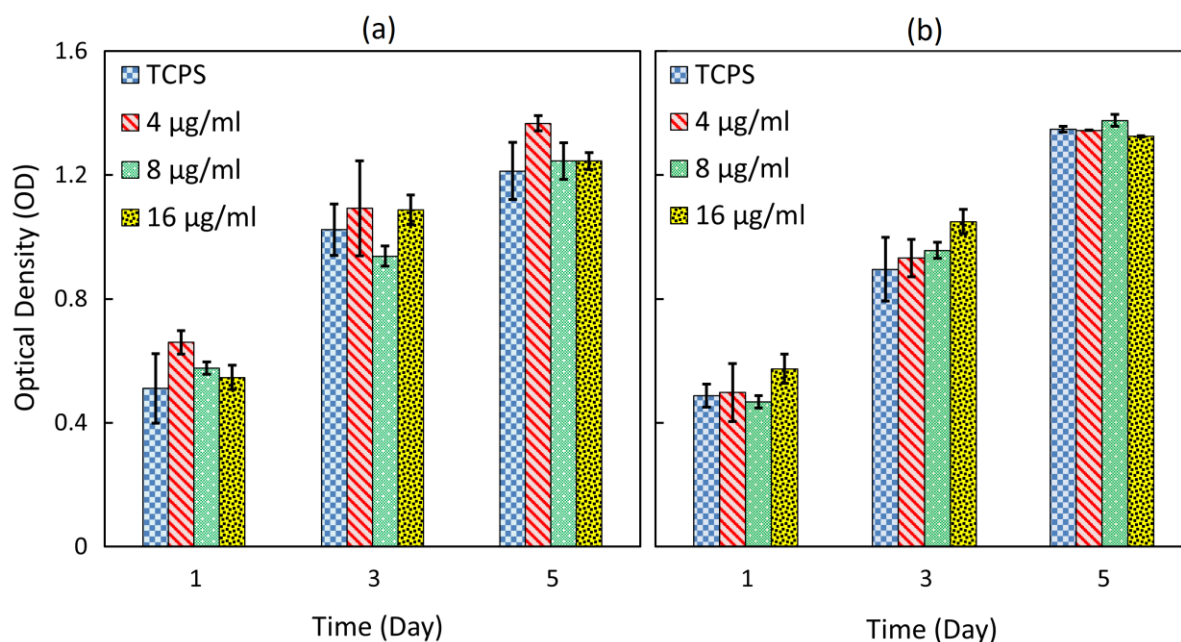 (a)
(b)
Optical Density (OD)
1.6
1.2
0.8
0.4
0
TCPS
4 µg/ml
8 µg/ml
16 µg/ml
1
3
5
Time (Day)
TCPS
4 µg/ml
8 µg/ml
16 µg/ml
1
3
5
Time (Day)